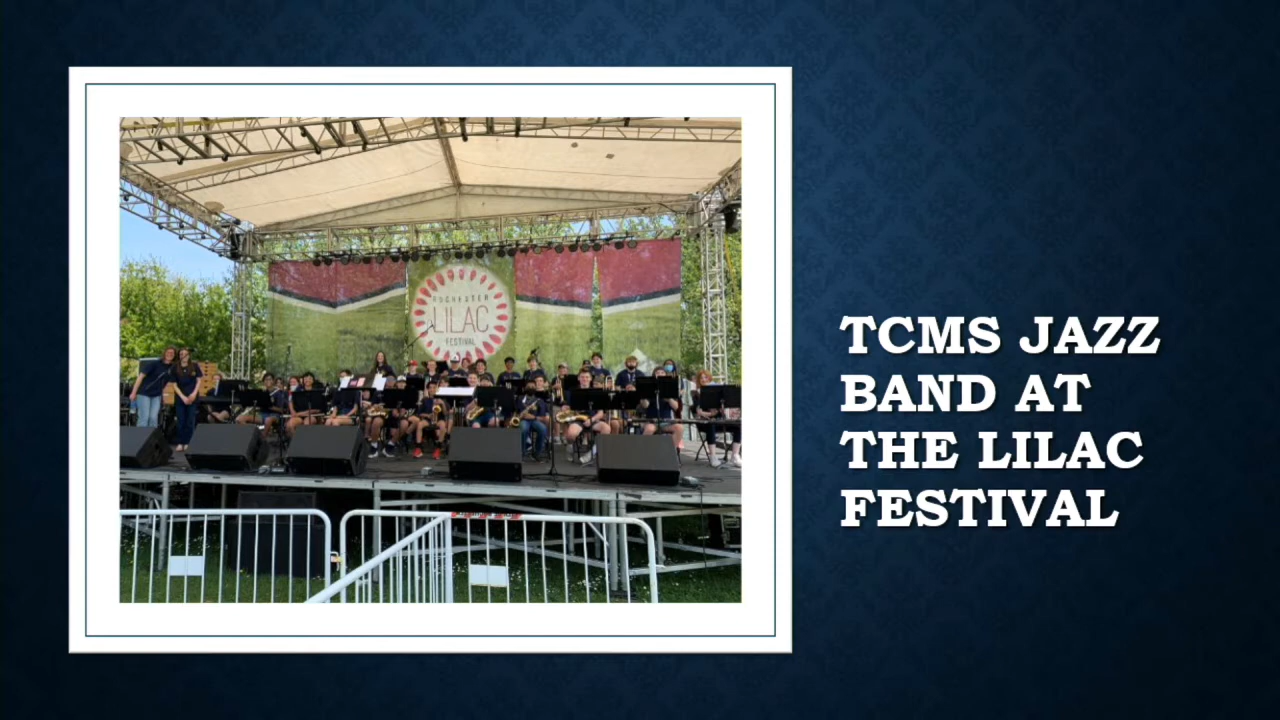 ROCHESTER
LILAC
FESTIVAL
TCMS JAZZ
BAND AT
THE LILAC
FESTIVAL